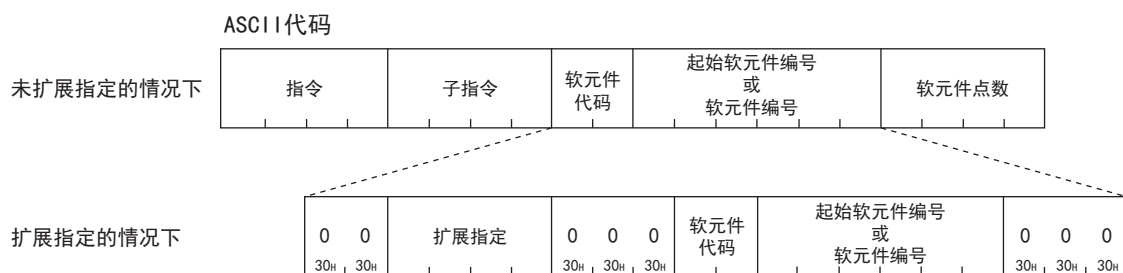 ASCII代码
未扩展指定的情况下
指令
子指令
软元件
代码
起始软元件编号
或
软元件编号
软元件点数
扩展指定的情况下
0 0
30H 30H
扩展指定
0 0 0
30H 30H 30H
软元件
代码
起始软元件编号
或
软元件编号
0 0 0
30H 30H 30H